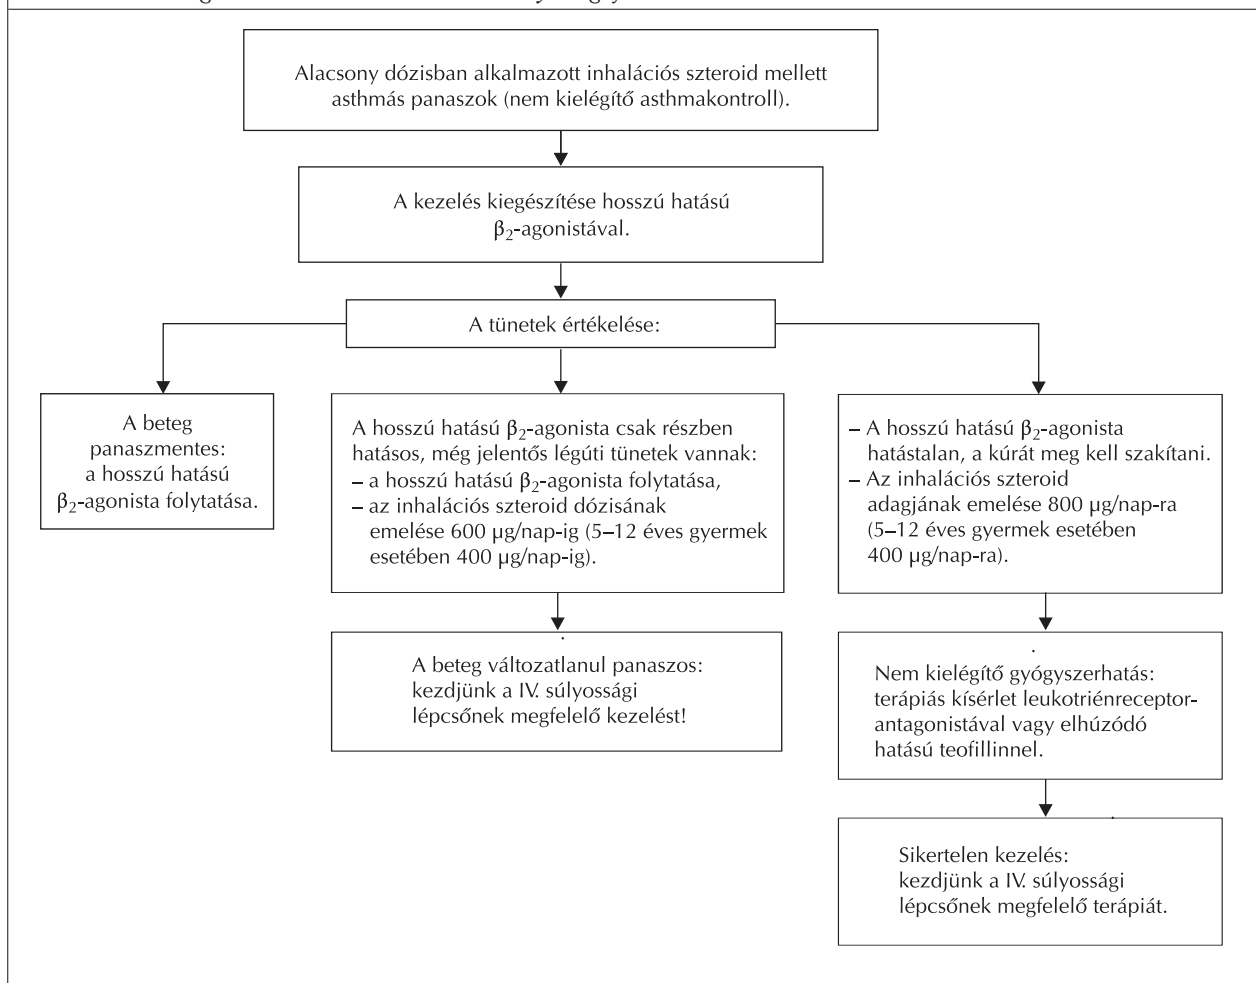 Alacsony dózisban alkalmazott inhalációs szteroid mellett
asthmás panaszok (nem kielégítő asthmakontroll).
A kezelés kiegészítése hosszú hatású
β₂-agonistával.
A tünetek értékelése:
A beteg
panaszmentes:
a hosszú hatású
β₂-agonista folytatása.
A hosszú hatású β₂-agonista csak részben
hatásos, még jelentős légúti tünetek vannak:
– a hosszú hatású β₂-agonista folytatása,
– az inhalációs szteroid dózisának
emelése 600 µg/nap-ig (5–12 éves gyermek
esetében 400 µg/nap-ig).
– A hosszú hatású β₂-agonista
hatástalan, a kúrát meg kell szakítani.
– Az inhalációs szteroid
adagjának emelése 800 µg/nap-ra
(5–12 éves gyermek esetében
400 µg/nap-ra).
A beteg változatlanul panaszos:
kezdjünk a IV. súlyossági
lépcsőnek megfelelő kezelést!
Nem kielégítő gyógyszerhatás:
terápiás kísérlet leukotriénreceptor-
antagonistával vagy elhúzódó
hatású teofillinnel.
Sikertelen kezelés:
kezdjünk a IV. súlyossági
lépcsőnek megfelelő terápiát.